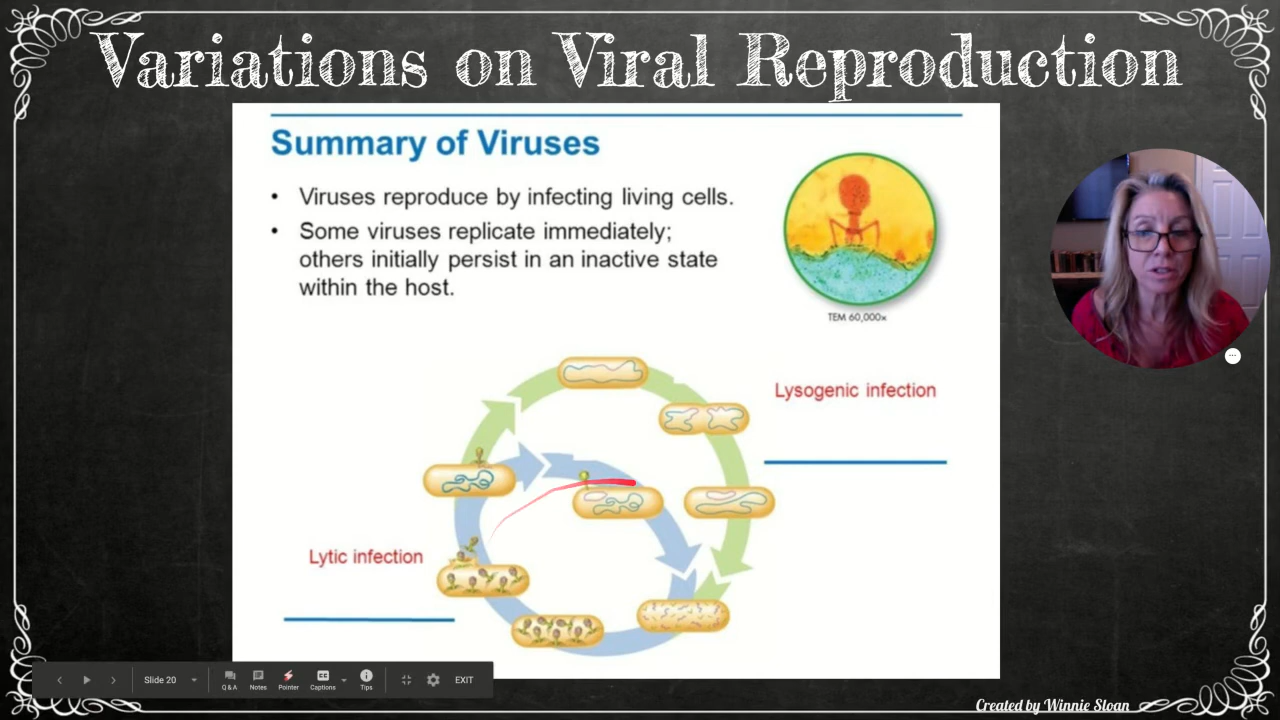 Variations on Viral Reproduction
Summary of Viruses
• Viruses reproduce by infecting living cells.
• Some viruses replicate immediately;
others initially persist in an inactive state
within the host.
TEM 60,000x
Lysogenic infection
Lytic infection
Slide 20
Q & A
Notes
Pointer
Captions
Tips
EXIT
Created by Winnie Sloan